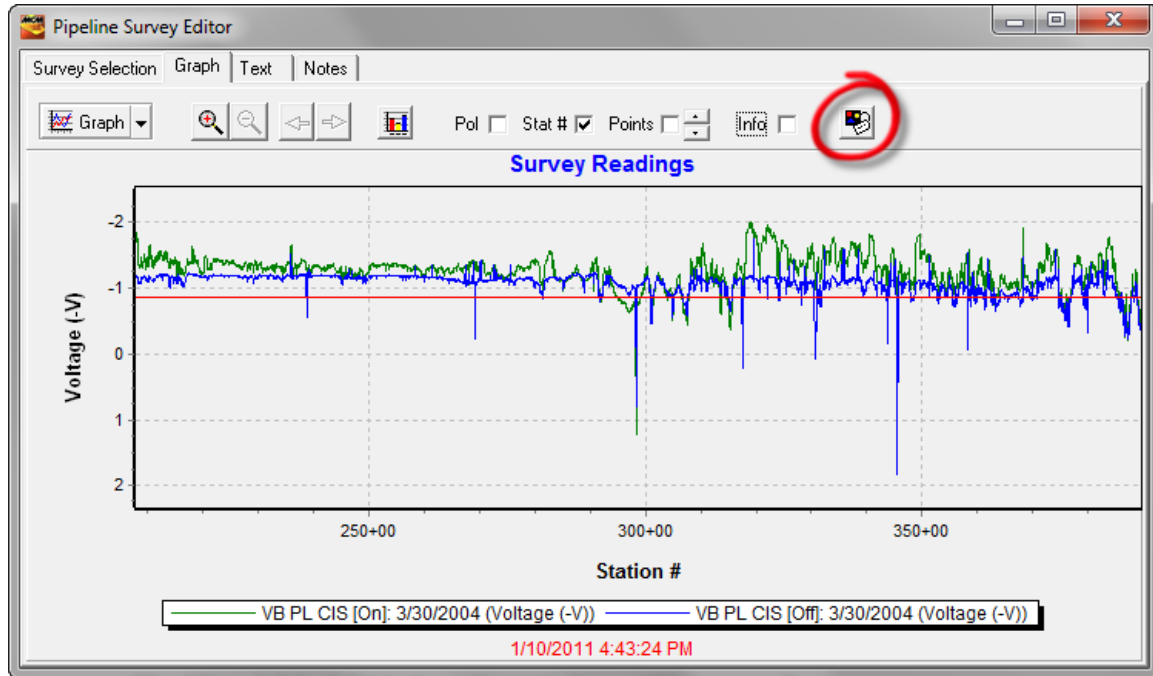 MCM
Pipeline Survey Editor
Survey Selection Graph Text Notes
Graph Pol Stat # Points Info
Survey Readings
Voltage (-V)
-2
-1
0
1
2
250+00 300+00 350+00
Station #
VB PL CIS [On]: 3/30/2004 (Voltage (-V)) VB PL CIS [Off]: 3/30/2004 (Voltage (-V))
1/10/2011 4:43:24 PM